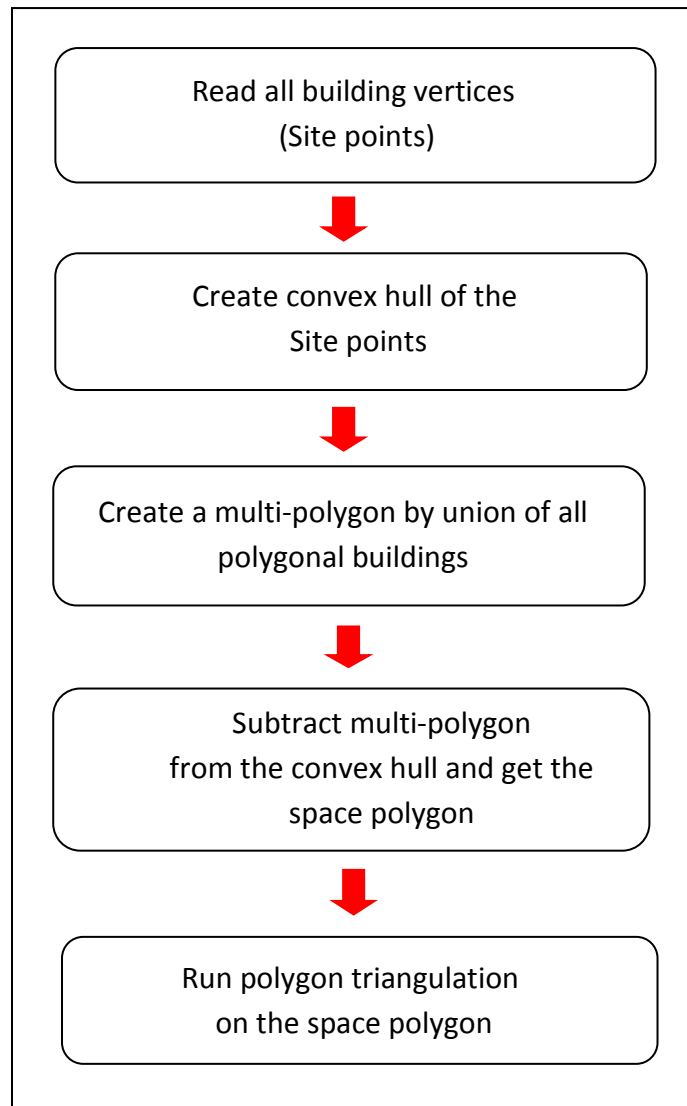 Read all building vertices
(Site points)
Create convex hull of the
Site points
Create a multi-polygon by union of all
polygonal buildings
Subtract multi-polygon
from the convex hull and get the
space polygon
Run polygon triangulation
on the space polygon